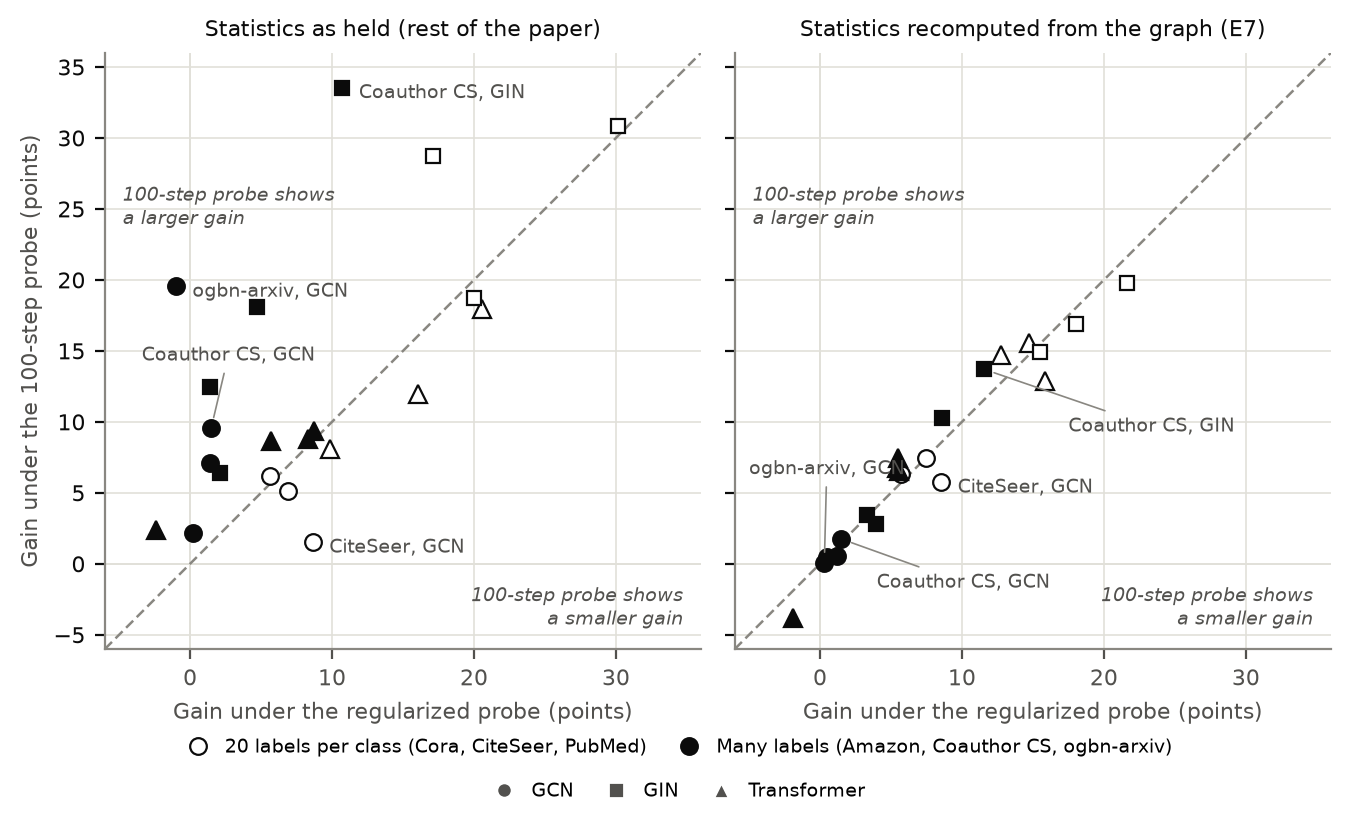 Statistics as held (rest of the paper)
Statistics recomputed from the graph (E7)
Gain under the 100-step probe (points)
35
30
25
20
15
10
5
0
−5
Coauthor CS, GIN
100-step probe shows
a larger gain
ogbn-arxiv, GCN
Coauthor CS, GCN
CiteSeer, GCN
100-step probe shows
a smaller gain
0
10
20
30
Gain under the regularized probe (points)
100-step probe shows
a larger gain
Coauthor CS, GIN
ogbn-arxiv, GCN
CiteSeer, GCN
Coauthor CS, GCN
100-step probe shows
a smaller gain
0
10
20
30
Gain under the regularized probe (points)
20 labels per class (Cora, CiteSeer, PubMed)
Many labels (Amazon, Coauthor CS, ogbn-arxiv)
GCN
GIN
Transformer